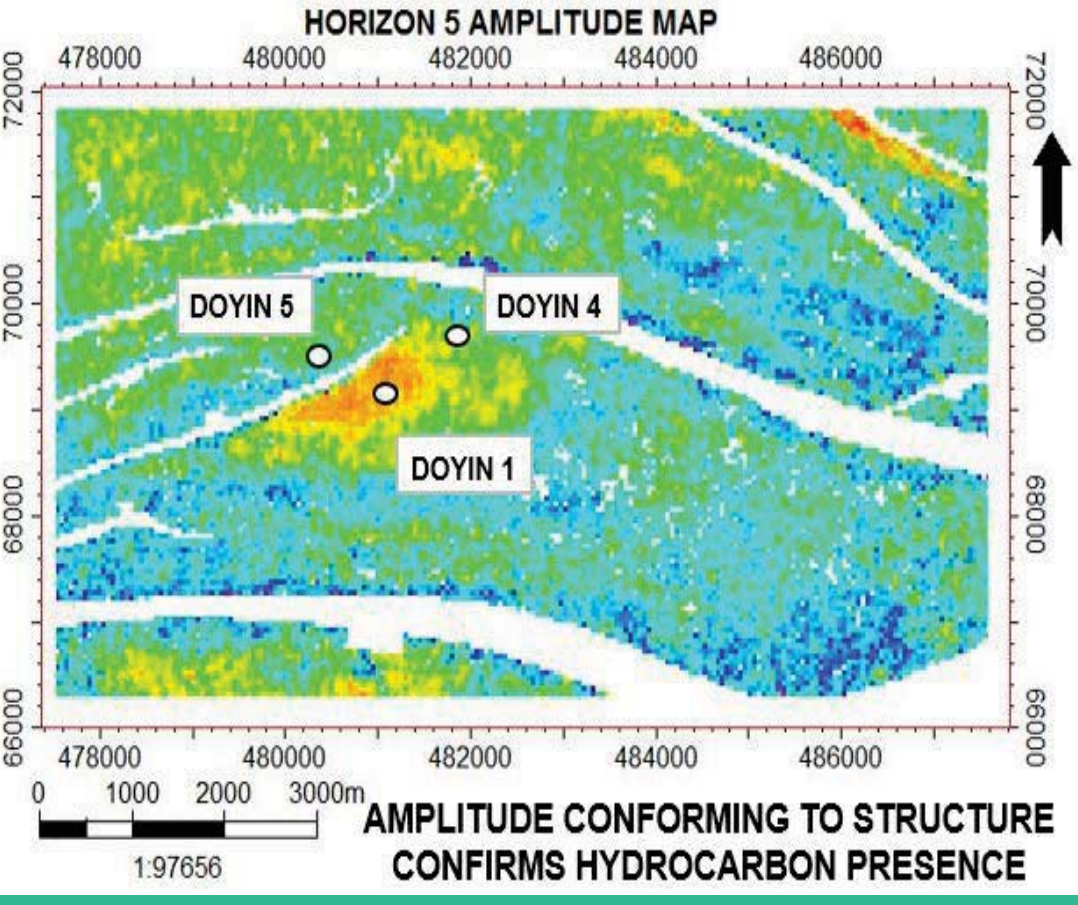 HORIZON 5 AMPLITUDE MAP
478000 480000 482000 484000 486000
72000
72000
DOYIN 5
DOYIN 4
70000
70000
DOYIN 1
68000
68000
66000
66000
478000 480000 482000 484000 486000
0 1000 2000 3000m
1:97656
AMPLITUDE CONFORMING TO STRUCTURE
CONFIRMS HYDROCARBON PRESENCE